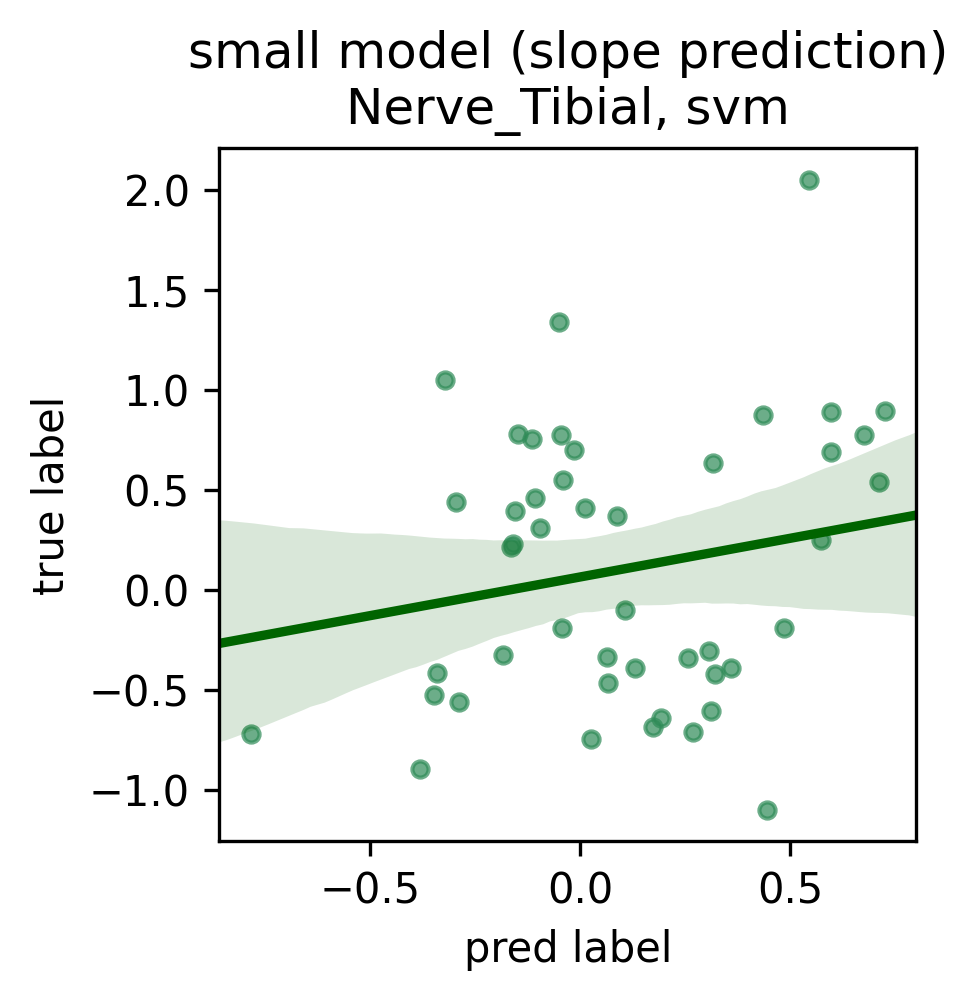 small model (slope prediction)
Nerve_Tibial, svm
2.0
1.5
1.0
0.5
0.0
−0.5
−1.0
true label
−0.5 0.0 0.5
pred label